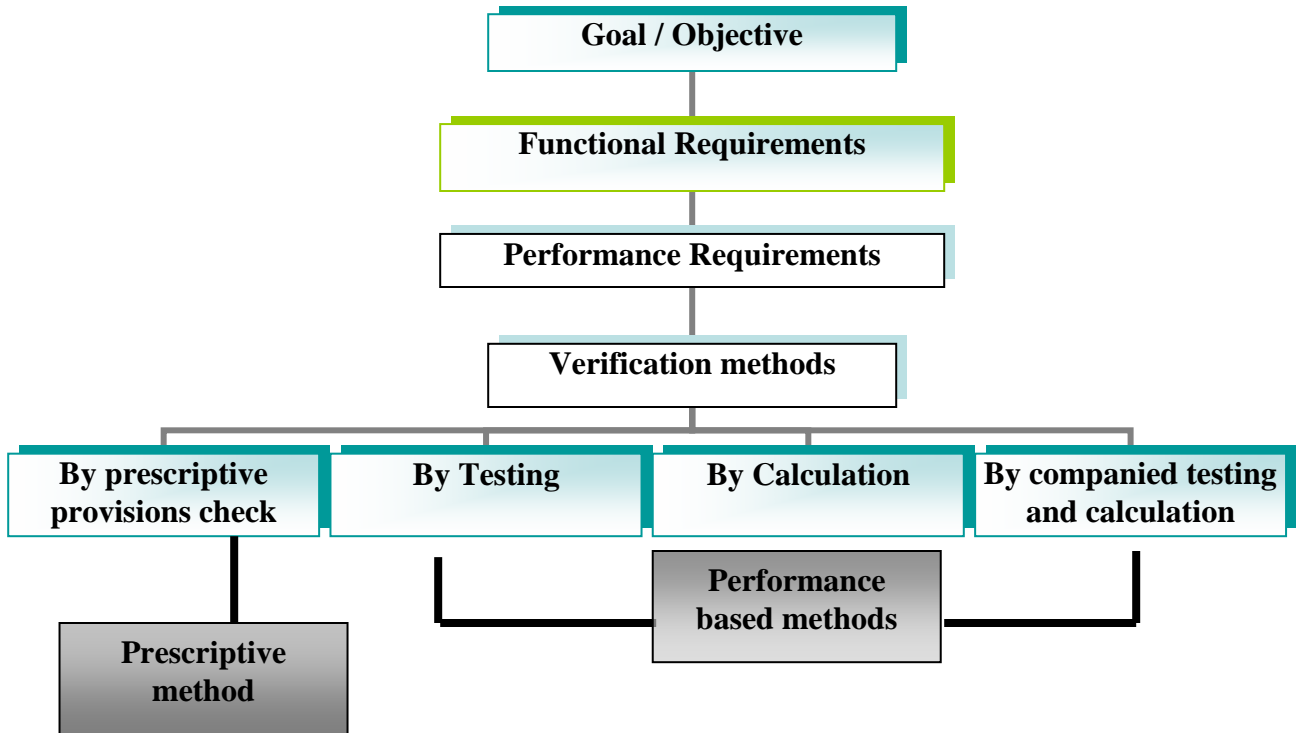 Goal / Objective
Functional Requirements
Performance Requirements
Verification methods
By prescriptive
provisions check
By Testing
By Calculation
By companied testing
and calculation
Performance
based methods
Prescriptive
method